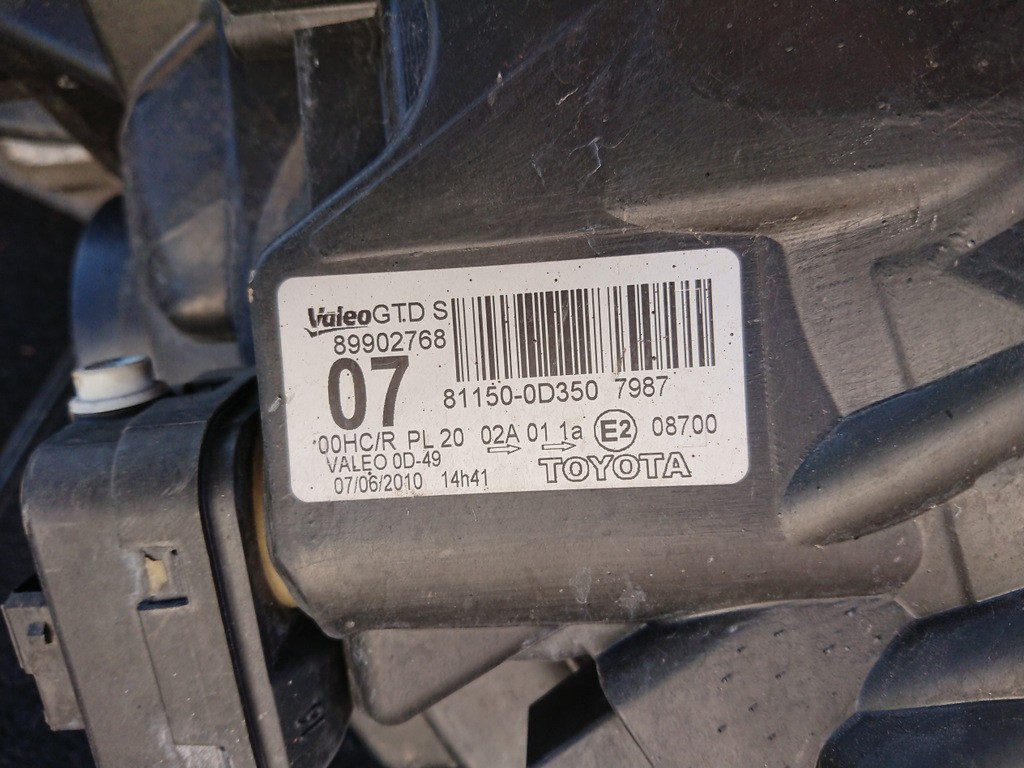 Valeo GT.D S
89902768
07
81150-0D350 7987
00HC/R PL 20 02A 01 1a E2 08700
VALEO 0D-49
TOYOTA
07/06/2010 14h41